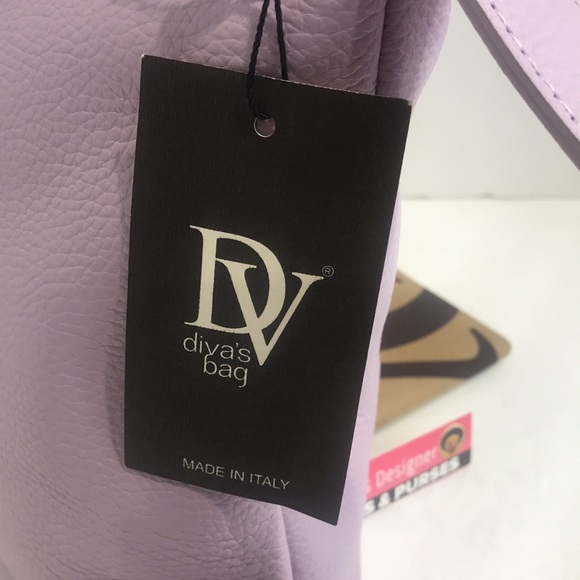 DV®
diva's
bag
MADE IN ITALY
Designer
& PURSES